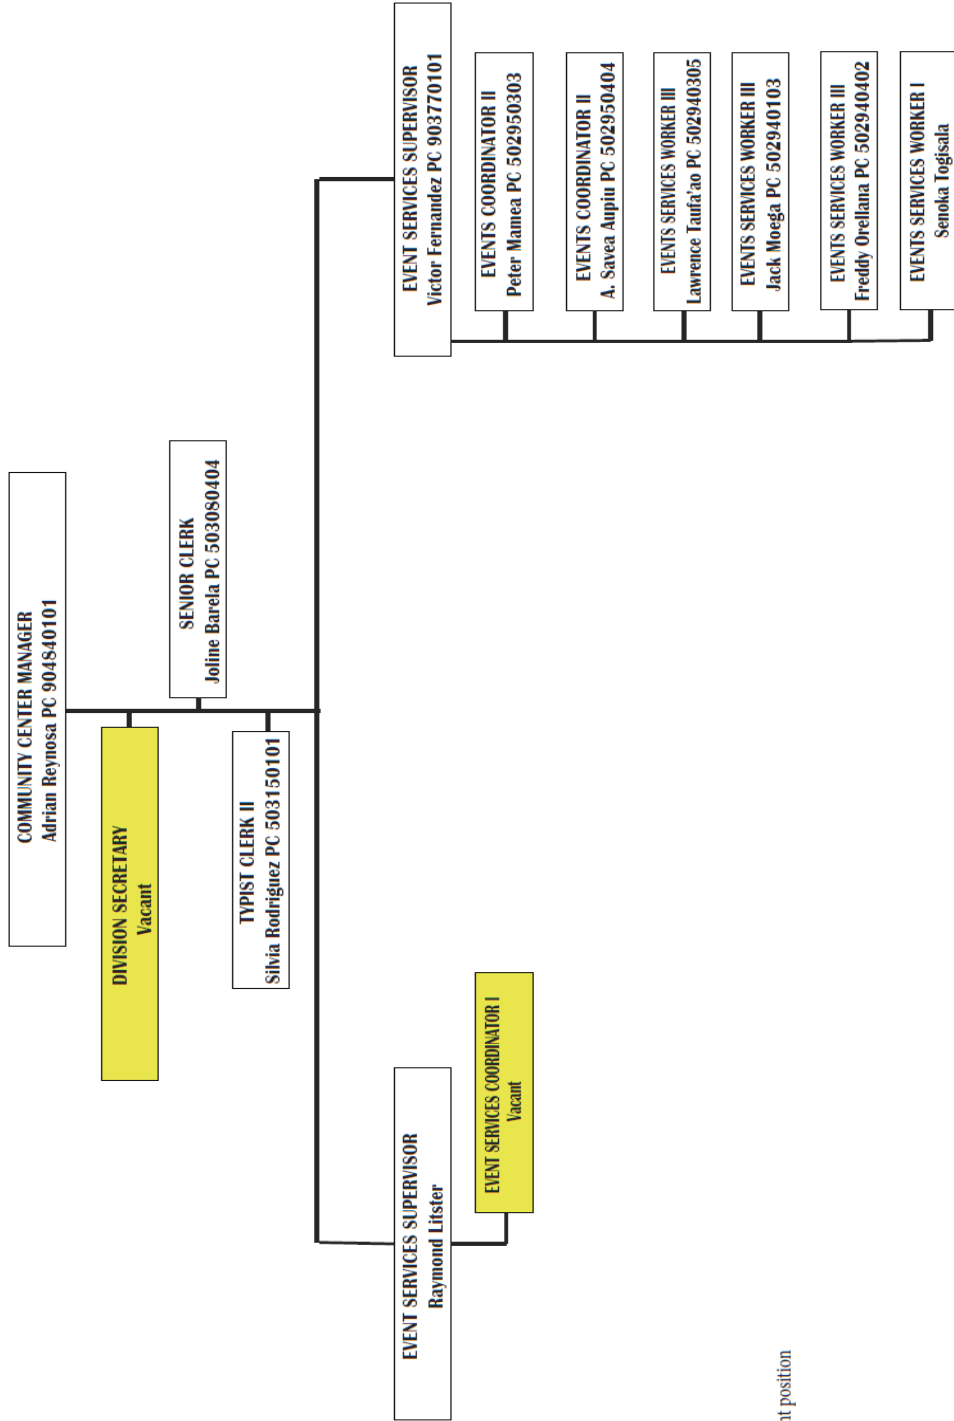 COMMUNITY CENTER MANAGER
Adrian Reynosa PC 904840101
DIVISION SECRETARY
Vacant
SENIOR CLERK
Joline Barela PC 503080404
TYPIST CLERK II
Silvia Rodriguez PC 503150101
EVENT SERVICES SUPERVISOR
Raymond Litster
EVENT SERVICES COORDINATOR I
Vacant
EVENT SERVICES SUPERVISOR
Victor Fernandez PC 903770101
EVENTS COORDINATOR II
Peter Mamea PC 502950303
EVENTS COORDINATOR II
A. Savea Aupiu PC 502950404
EVENTS SERVICES WORKER III
Lawrence Taufa'ao PC 502940305
EVENTS SERVICES WORKER III
Jack Moega PC 502940103
EVENTS SERVICES WORKER III
Freddy Orellana PC 502940402
EVENTS SERVICES WORKER I
Senoka Togisala
position